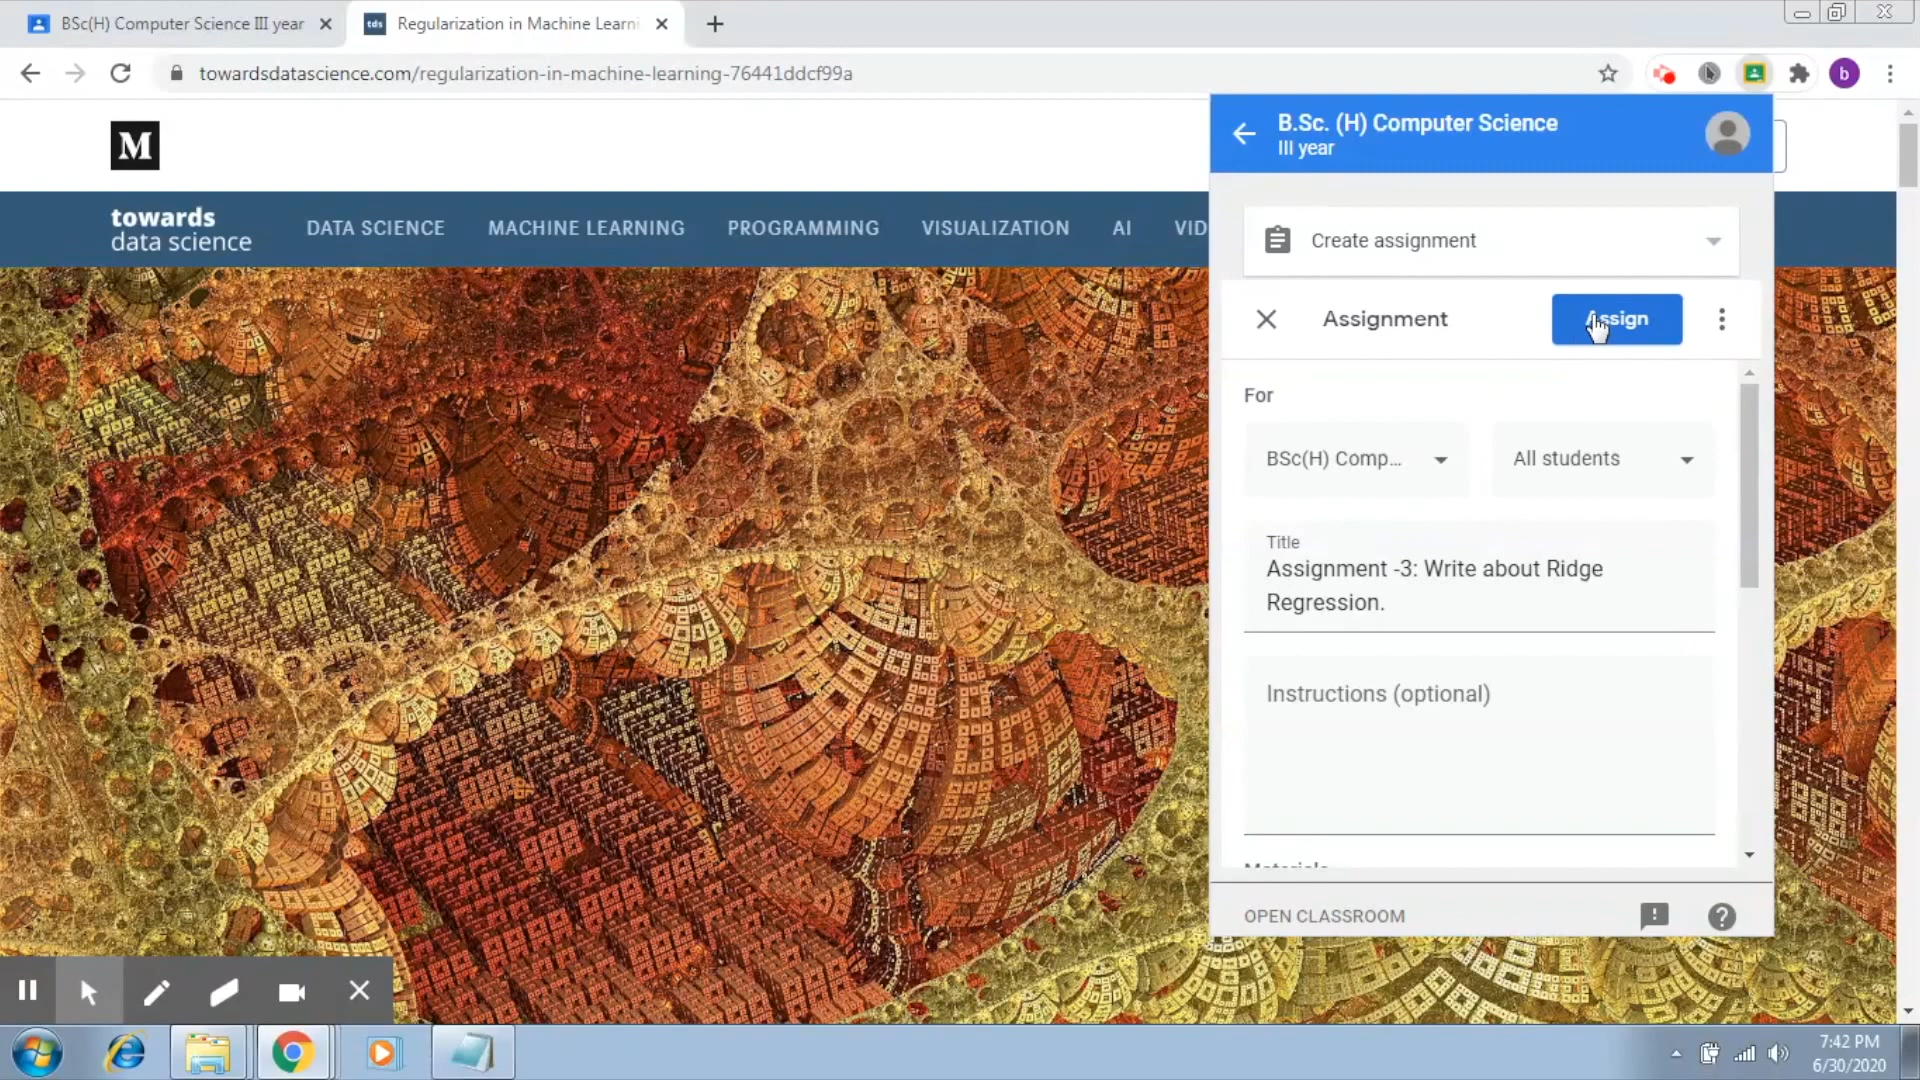 BSc(H) Computer Science III year
tds
Regularization in Machine Learni
towardsdatascience.com/regularization-in-machine-learning-76441ddcf99a
b
M
towards
data science
DATA SCIENCE
MACHINE LEARNING
PROGRAMMING
VISUALIZATION
AI
VID
B.Sc. (H) Computer Science
III year
Create assignment
Assignment
Assign
For
BSc(H) Comp...
All students
Title
Assignment -3: Write about Ridge
Regression.
Instructions (optional)
Materials
OPEN CLASSROOM
7:42 PM
6/30/2020